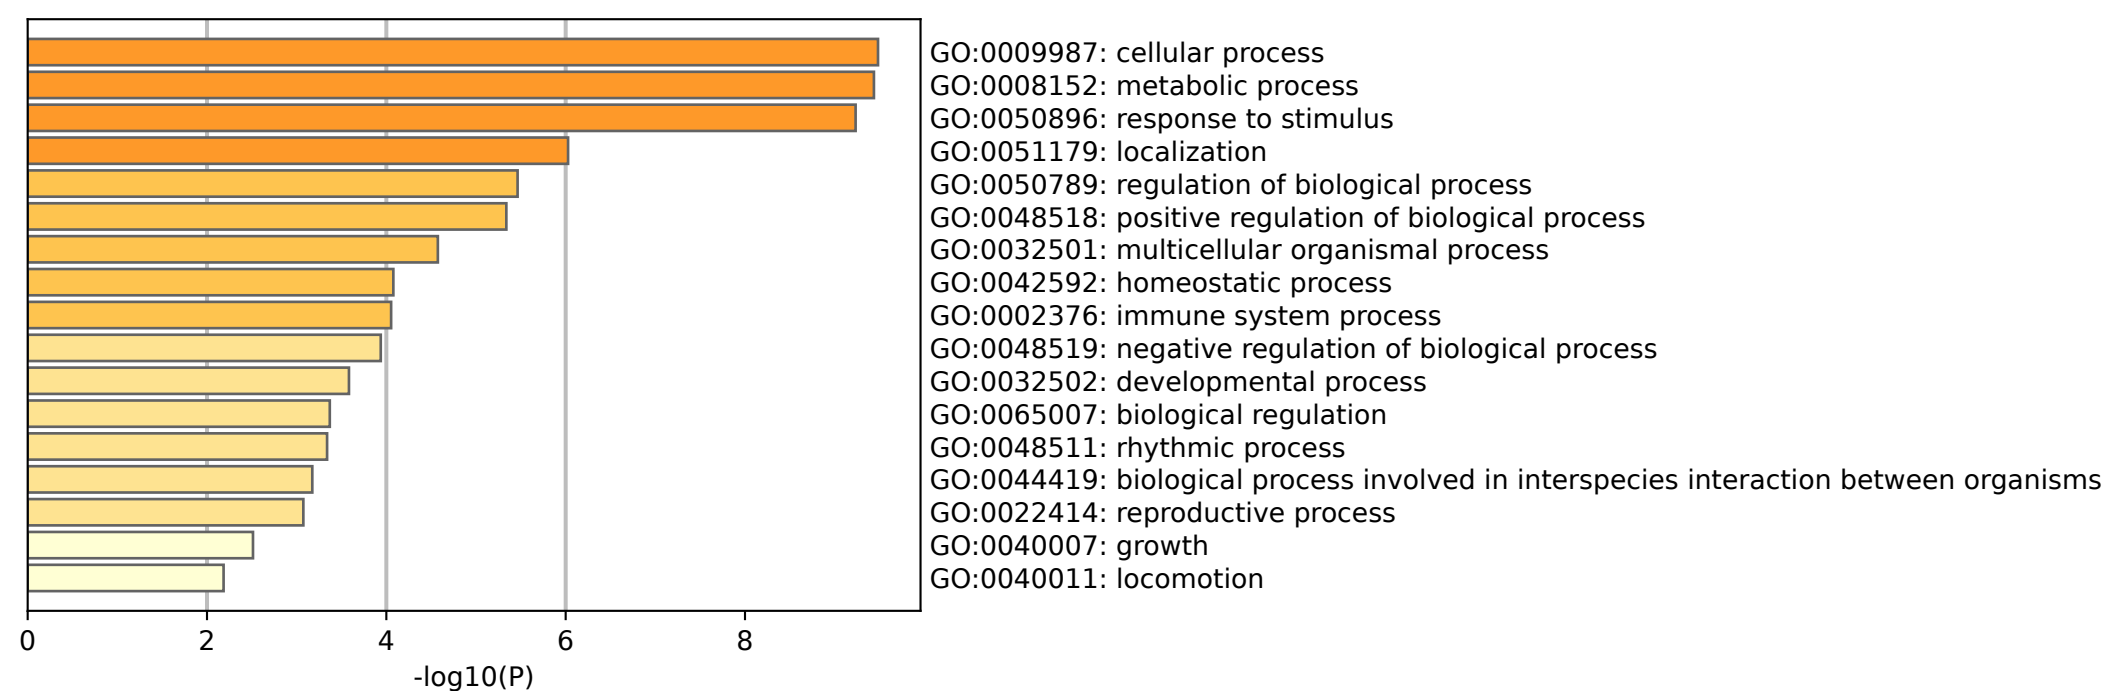 GO:0009987: cellular process
GO:0008152: metabolic process
GO:0050896: response to stimulus
GO:0051179: localization
GO:0050789: regulation of biological process
GO:0048518: positive regulation of biological process
GO:0032501: multicellular organismal process
GO:0042592: homeostatic process
GO:0002376: immune system process
GO:0048519: negative regulation of biological process
GO:0032502: developmental process
GO:0065007: biological regulation
GO:0048511: rhythmic process
GO:0044419: biological process involved in interspecies interaction between organisms
GO:0022414: reproductive process
GO:0040007: growth
GO:0040011: locomotion
0 2 4 6 8
-log10(P)